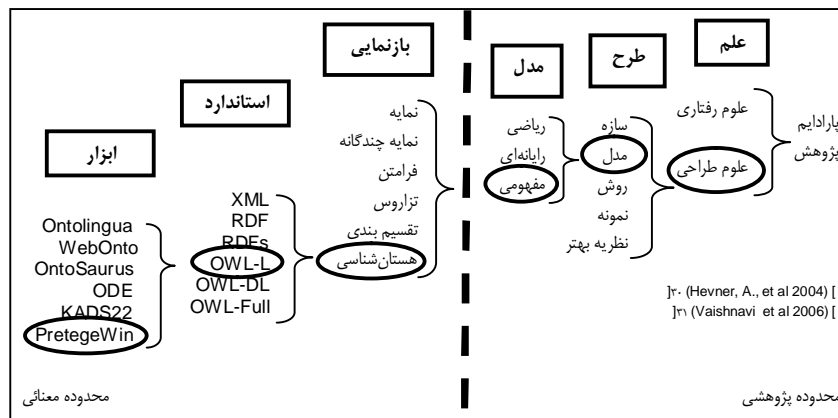 علم
طرح
مدل
بازنمایی
استاندارد
ابزار
پارادایم
پژوهش
علوم رفتاری
علوم طراحی
سازه
مدل
روش
نمونه
نظریه بهتر
ریاضی
رایانه‌ای
مفهومی
نمایه
نمایه چندگانه
فرامتن
تزاروس
تقسیم بندی
هستان‌شناسی
XML
RDF
RDFs
OWL-L
OWL-DL
OWL-Full
Ontolingua
WebOnto
OntoSaurus
ODE
KADS22
PretegeWin
]۳۰ (Hevner, A., et al 2004) [
]۳۱ (Vaishnavi et al 2006) [
محدوده پژوهشی
محدوده معنائی